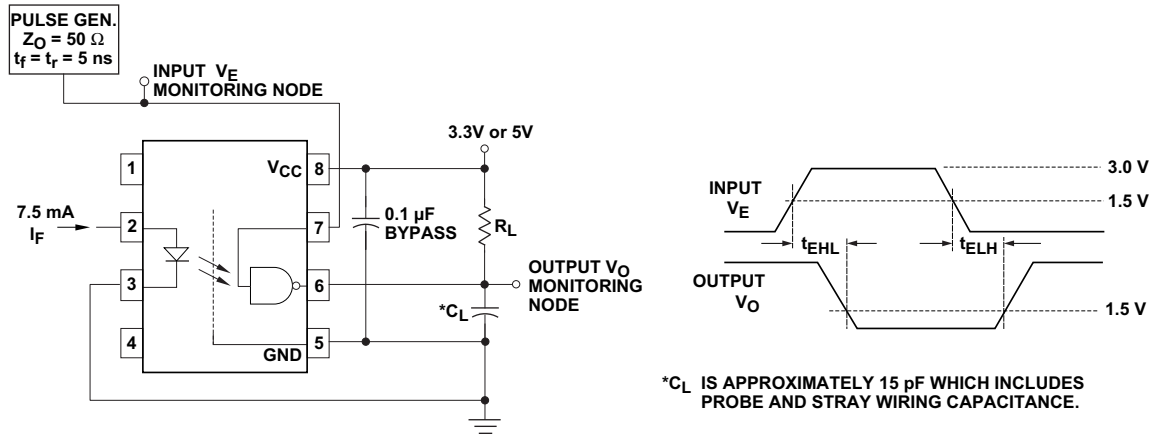 PULSE GEN.
ZO = 50 Ω
tf = tr = 5 ns
INPUT VE
MONITORING NODE
3.3V or 5V
1
VCC
8
7.5 mA
IF
2
7
0.1 µF
BYPASS
RL
3
6
OUTPUT VO
MONITORING
NODE
*CL
4
GND
5
INPUT
VE
3.0 V
1.5 V
tEHL
tELH
OUTPUT
VO
1.5 V
*CL IS APPROXIMATELY 15 pF WHICH INCLUDES
PROBE AND STRAY WIRING CAPACITANCE.